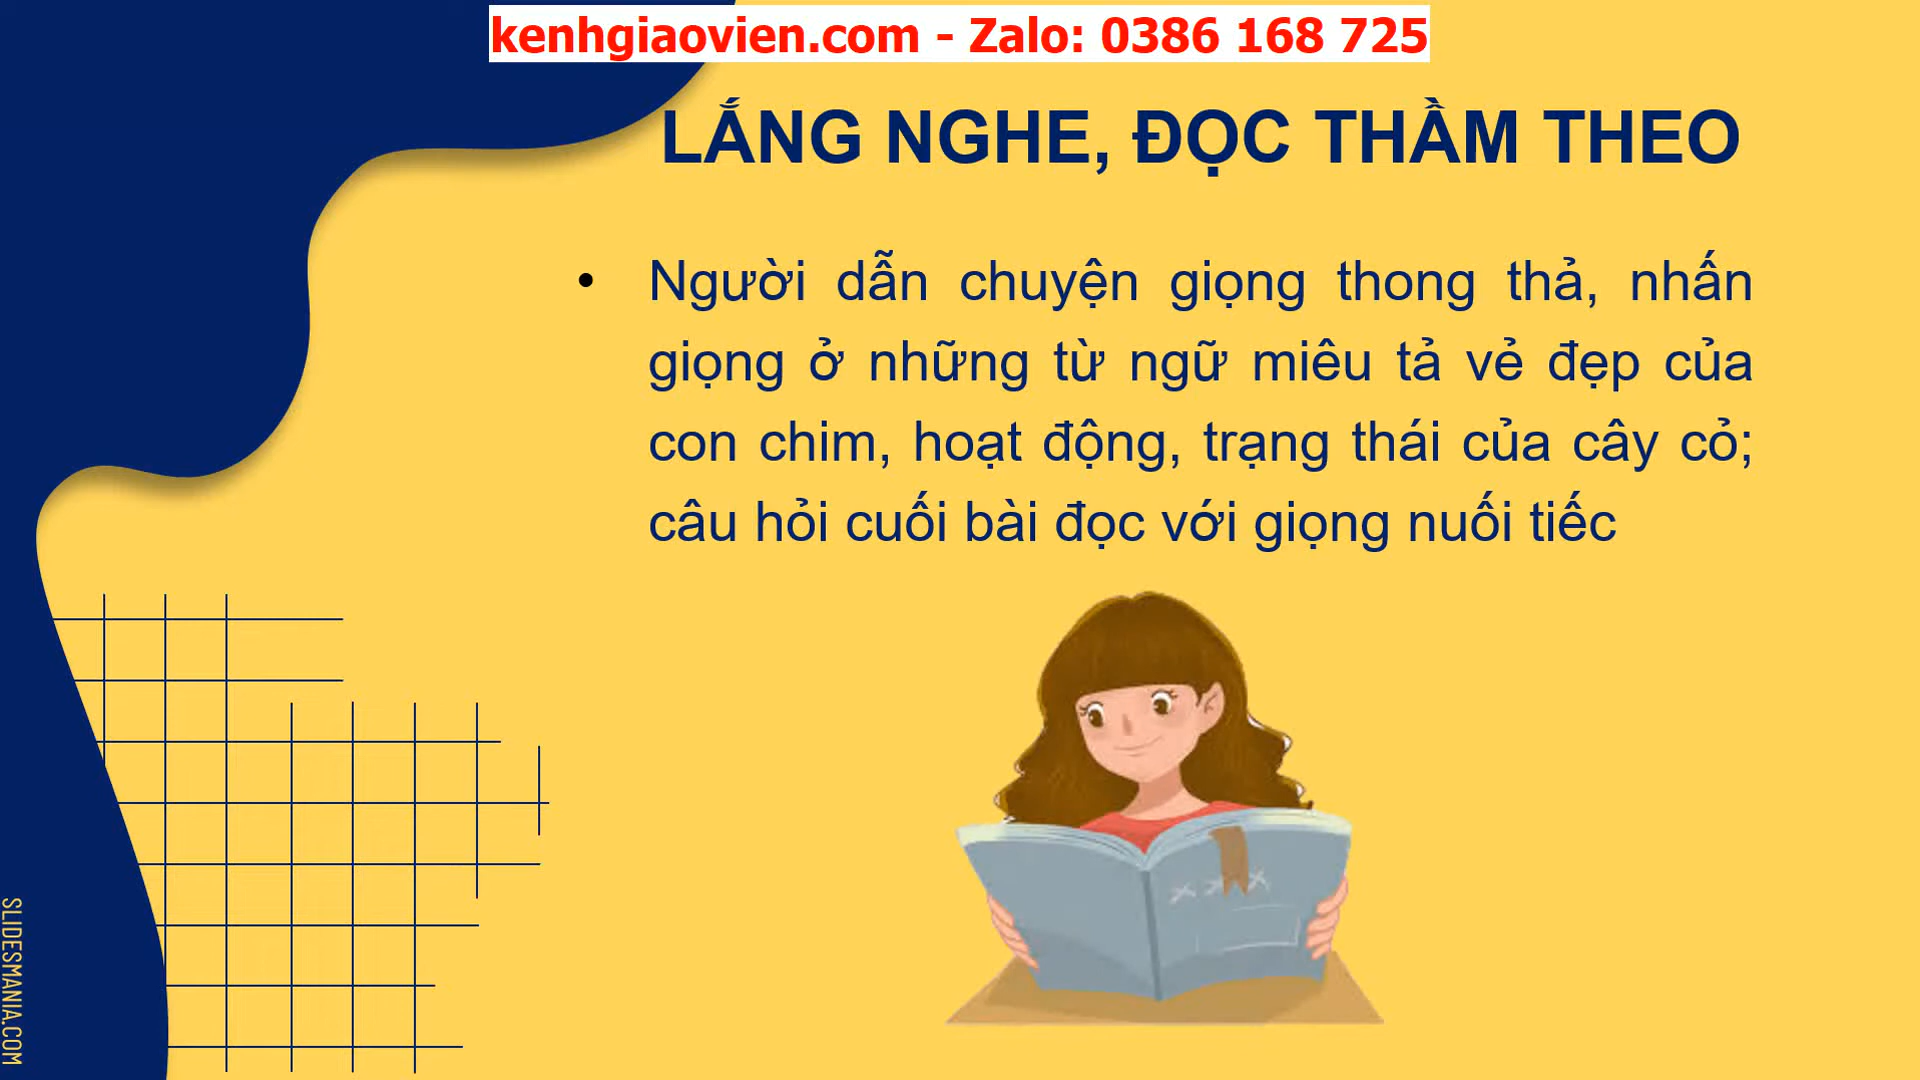 kenhgiaovien.com - Zalo: 0386 168 725
LẮNG NGHE, ĐỌC THẦM THEO
• Người dẫn chuyện giọng thong thả, nhấn
giọng ở những từ ngữ miêu tả vẻ đẹp của
con chim, hoạt động, trạng thái của cây cỏ;
câu hỏi cuối bài đọc với giọng nuối tiếc
SLIDESMANIA.COM